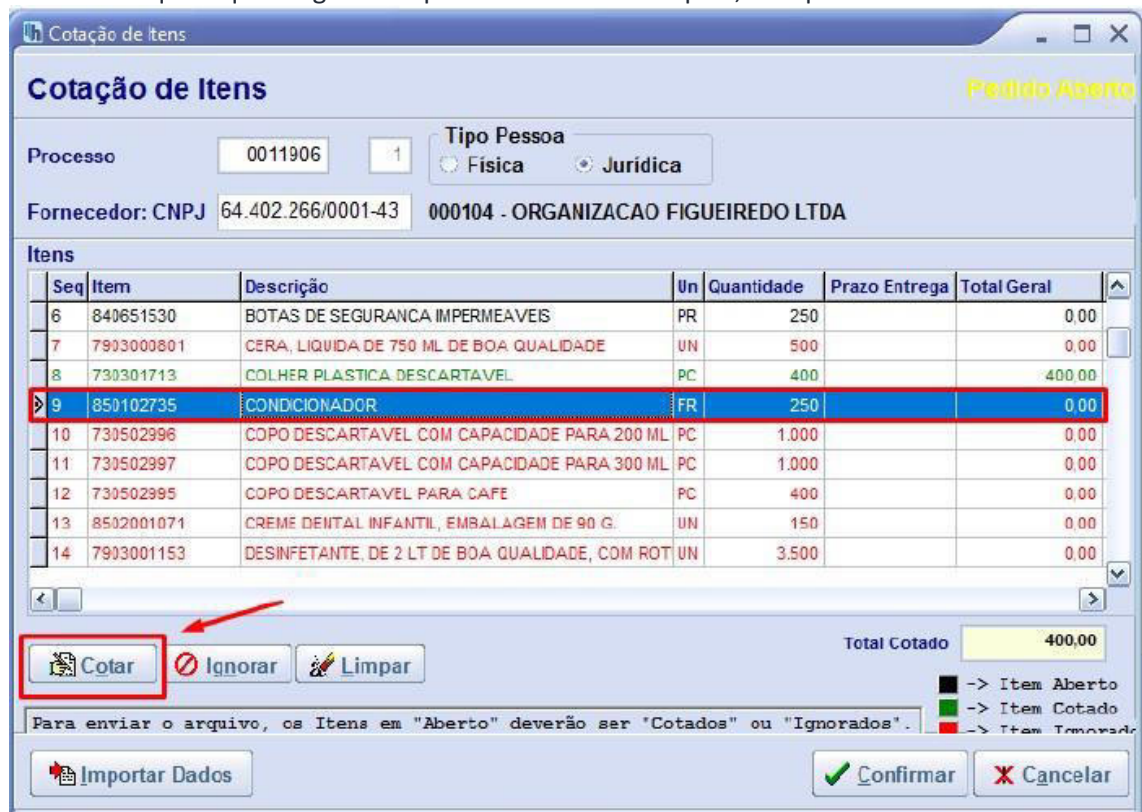 Cotação de Itens
Cotação de Itens Pedido Aberto
Processo 0011906 1 Tipo Pessoa Física Jurídica
Fornecedor: CNPJ 64.402.266/0001-43 000104 - ORGANIZACAO FIGUEIREDO LTDA
Itens
Seq Item Descrição Un Quantidade Prazo Entrega Total Geral
6 840651530 BOTAS DE SEGURANCA IMPERMEAVEIS PR 250 0,00
7 7903000801 CERA, LIQUIDA DE 750 ML DE BOA QUALIDADE UN 500 0,00
8 730301713 COLHER PLASTICA DESCARTAVEL PC 400 400,00
9 850102735 CONDICIONADOR FR 250 0,00
10 730502996 COPO DESCARTAVEL COM CAPACIDADE PARA 200 ML PC 1.000 0,00
11 730502997 COPO DESCARTAVEL COM CAPACIDADE PARA 300 ML PC 1.000 0,00
12 730502995 COPO DESCARTAVEL PARA CAFE PC 400 0,00
13 8502001071 CREME DENTAL INFANTIL, EMBALAGEM DE 90 G. UN 150 0,00
14 7903001153 DESINFETANTE, DE 2 LT DE BOA QUALIDADE, COM ROT UN 3.500 0,00
Total Cotado 400,00
Cotar Ignorar Limpar
-> Item Aberto
-> Item Cotado
-> Item Ignorado
Para enviar o arquivo, os Itens em "Aberto" deverão ser "Cotados" ou "Ignorados".
Importar Dados Confirmar Cancelar